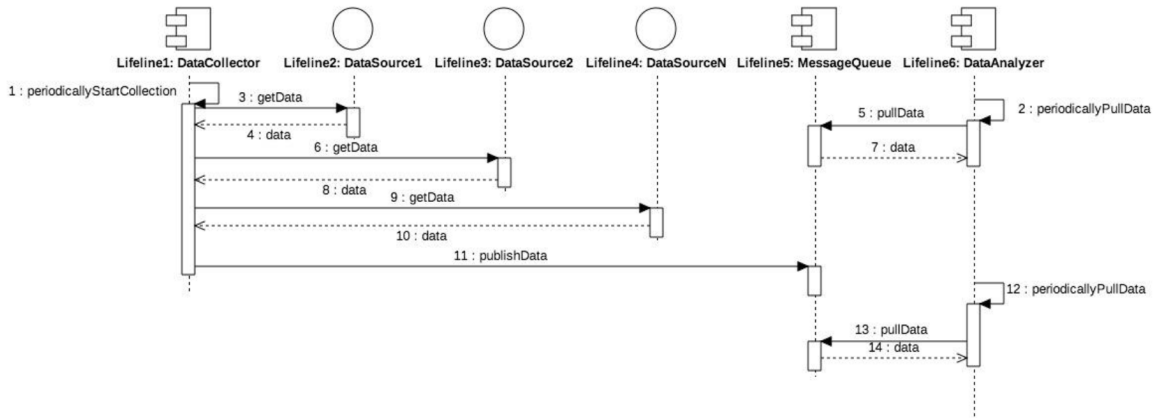 Lifeline1: DataCollector
Lifeline2: DataSource1
Lifeline3: DataSource2
Lifeline4: DataSourceN
Lifeline5: MessageQueue
Lifeline6: DataAnalyzer
1 : periodicallyStartCollection
3 : getData
2 : periodicallyPullData
5 : pullData
4 : data
6 : getData
7 : data
8 : data
9 : getData
10 : data
11 : publishData
12 : periodicallyPullData
13 : pullData
14 : data